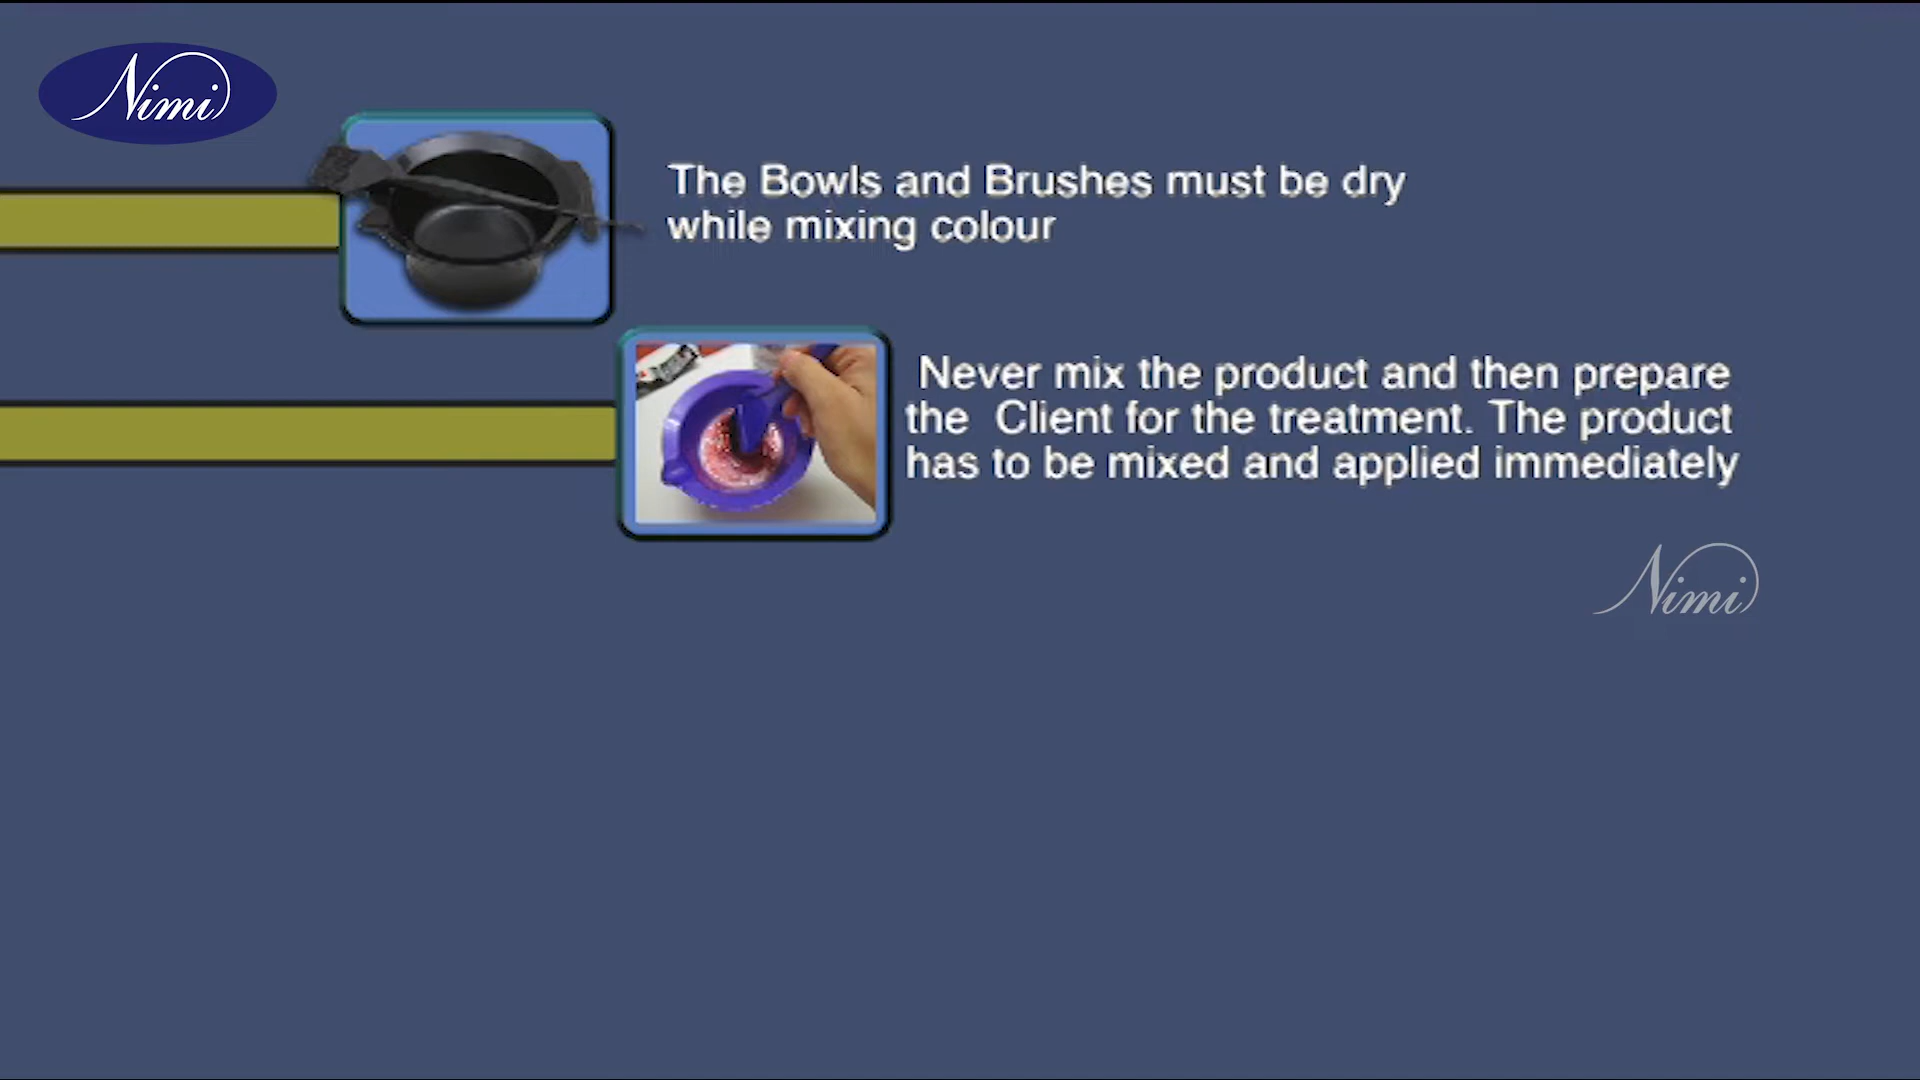 Nimi
The Bowls and Brushes must be dry
while mixing colour
Never mix the product and then prepare
the Client for the treatment. The product
has to be mixed and applied immediately
Nimi